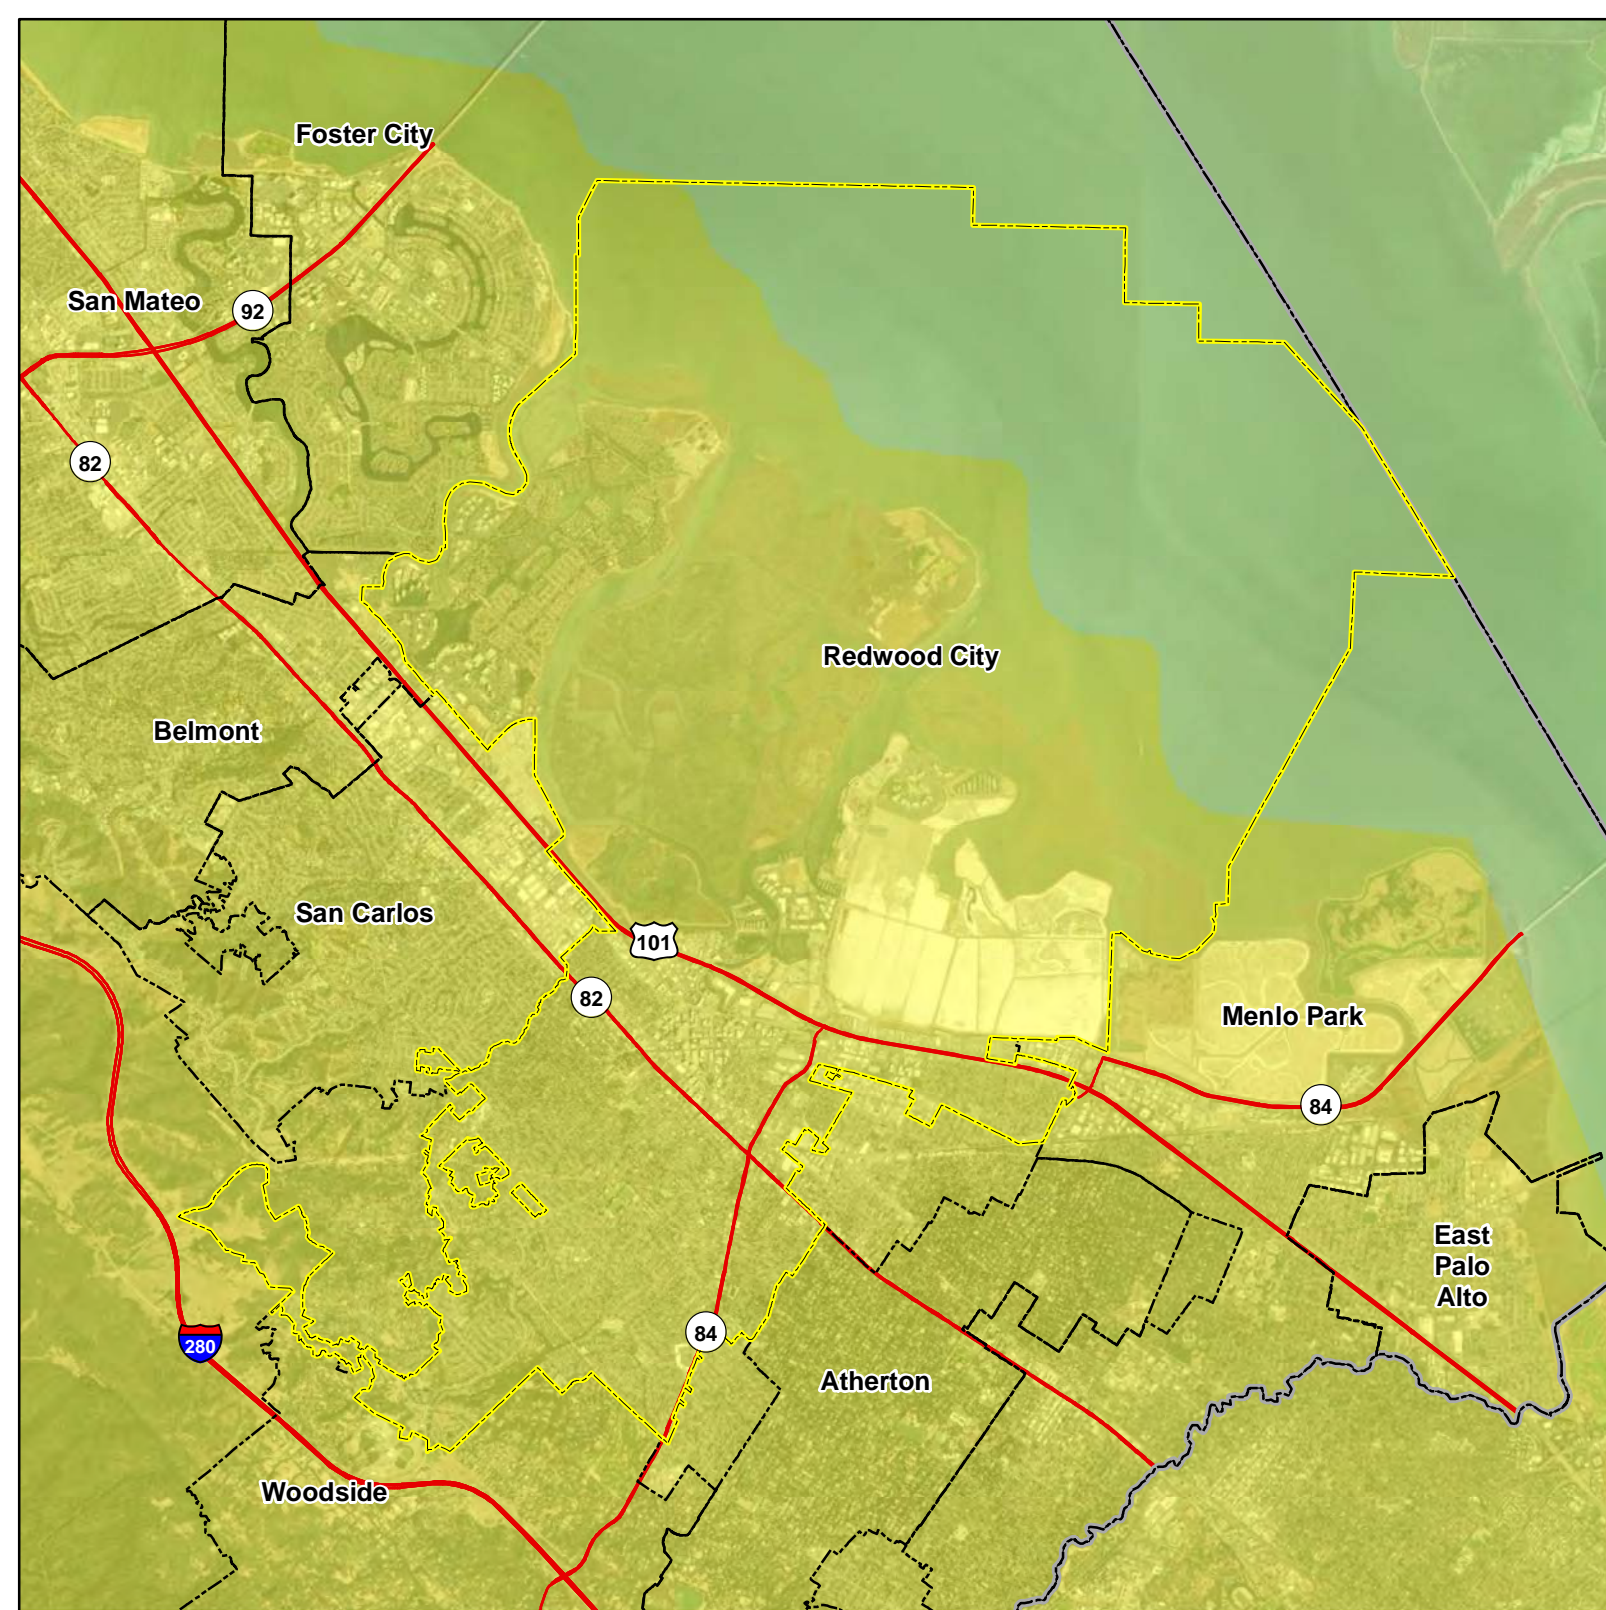 Foster City
San Mateo
92
82
Redwood City
Belmont
San Carlos
101
82
Menlo Park
84
East
Palo
Alto
84
280
Atherton
Woodside